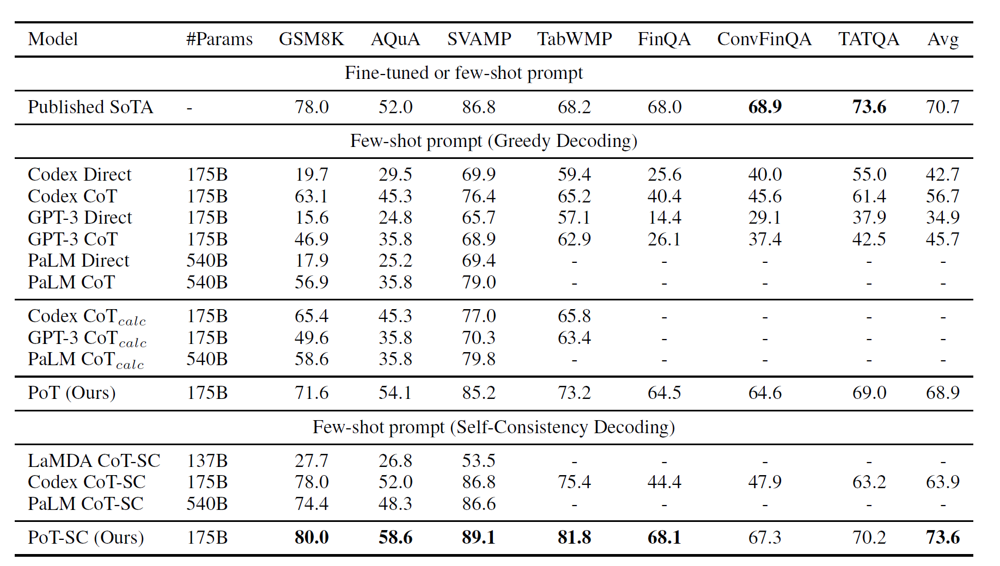 Model #Params GSM8K AQuA SVAMP TabWMP FinQA ConvFinQA TATQA Avg
Fine-tuned or few-shot prompt
Published SoTA - 78.0 52.0 86.8 68.2 68.0 68.9 73.6 70.7
Few-shot prompt (Greedy Decoding)
Codex Direct 175B 19.7 29.5 69.9 59.4 25.6 40.0 55.0 42.7
Codex CoT 175B 63.1 45.3 76.4 65.2 40.4 45.6 61.4 56.7
GPT-3 Direct 175B 15.6 24.8 65.7 57.1 14.4 29.1 37.9 34.9
GPT-3 CoT 175B 46.9 35.8 68.9 62.9 26.1 37.4 42.5 45.7
PaLM Direct 540B 17.9 25.2 69.4 - - - - -
PaLM CoT 540B 56.9 35.8 79.0 - - - - -
Codex CoTcalc 175B 65.4 45.3 77.0 65.8 - - - -
GPT-3 CoTcalc 175B 49.6 35.8 70.3 63.4 - - - -
PaLM CoTcalc 540B 58.6 35.8 79.8 - - - - -
PoT (Ours) 175B 71.6 54.1 85.2 73.2 64.5 64.6 69.0 68.9
Few-shot prompt (Self-Consistency Decoding)
LaMDA CoT-SC 137B 27.7 26.8 53.5 - - - - -
Codex CoT-SC 175B 78.0 52.0 86.8 75.4 44.4 47.9 63.2 63.9
PaLM CoT-SC 540B 74.4 48.3 86.6 - - - - -
PoT-SC (Ours) 175B 80.0 58.6 89.1 81.8 68.1 67.3 70.2 73.6